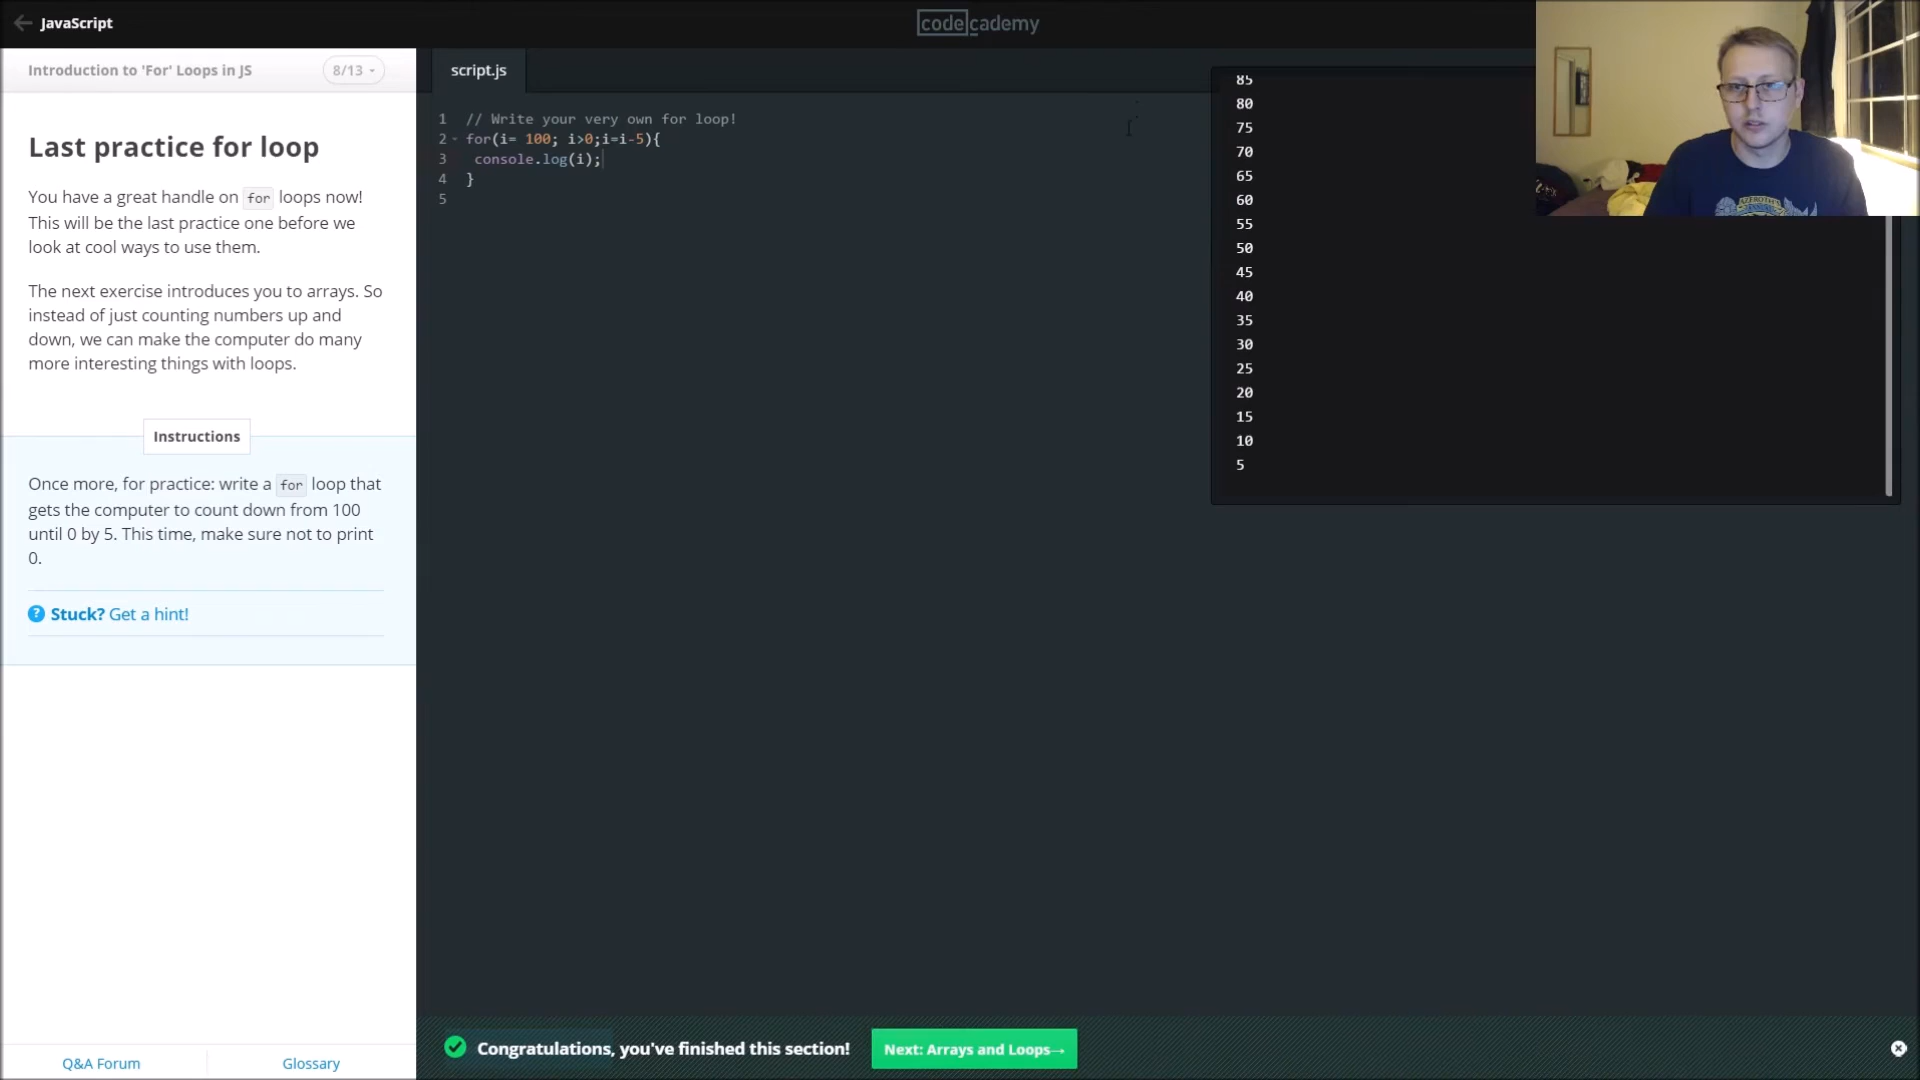 JavaScript
codecademy
Introduction to 'For' Loops in JS
8/13
script.js
Last practice for loop
You have a great handle on for loops now!
This will be the last practice one before we
look at cool ways to use them.
The next exercise introduces you to arrays. So
instead of just counting numbers up and
down, we can make the computer do many
more interesting things with loops.
Instructions
Once more, for practice: write a for loop that
gets the computer to count down from 100
until 0 by 5. This time, make sure not to print
0.
? Stuck? Get a hint!
Q&A Forum
Glossary
1 // Write your very own for loop!
2 for(i= 100; i>0;i=i-5){
3 console.log(i);
4 }
5
85
80
75
70
65
60
55
50
45
40
35
30
25
20
15
10
5
Congratulations, you've finished this section!
Next: Arrays and Loops→